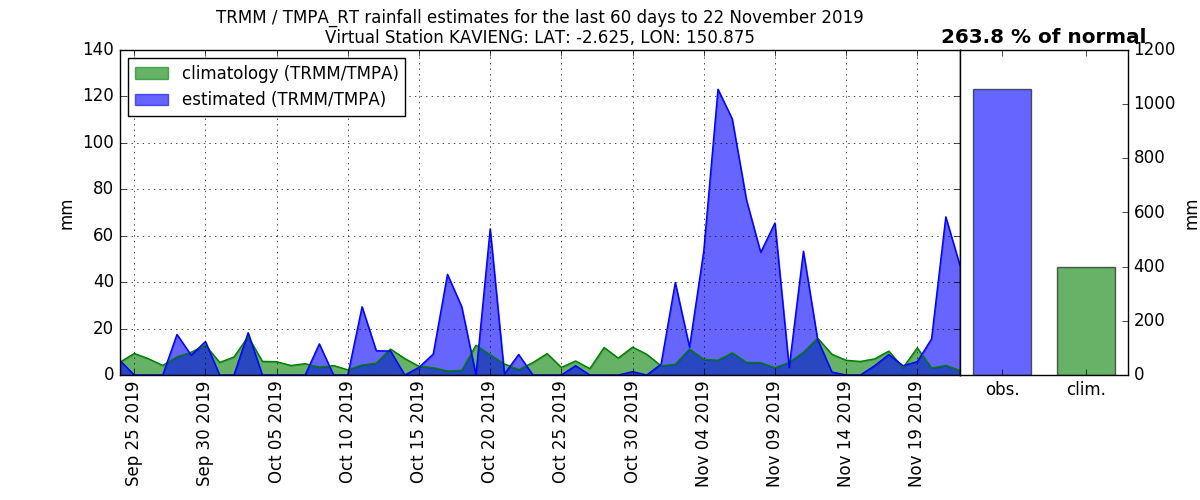 TRMM / TMPA_RT rainfall estimates for the last 60 days to 22 November 2019
Virtual Station KAVIENG: LAT: -2.625, LON: 150.875
263.8 % of normal
climatology (TRMM/TMPA)
estimated (TRMM/TMPA)
140
120
100
80
60
40
20
0
mm
Sep 25 2019
Sep 30 2019
Oct 05 2019
Oct 10 2019
Oct 15 2019
Oct 20 2019
Oct 25 2019
Oct 30 2019
Nov 04 2019
Nov 09 2019
Nov 14 2019
Nov 19 2019
1200
1000
800
600
400
200
0
mm
obs.
clim.